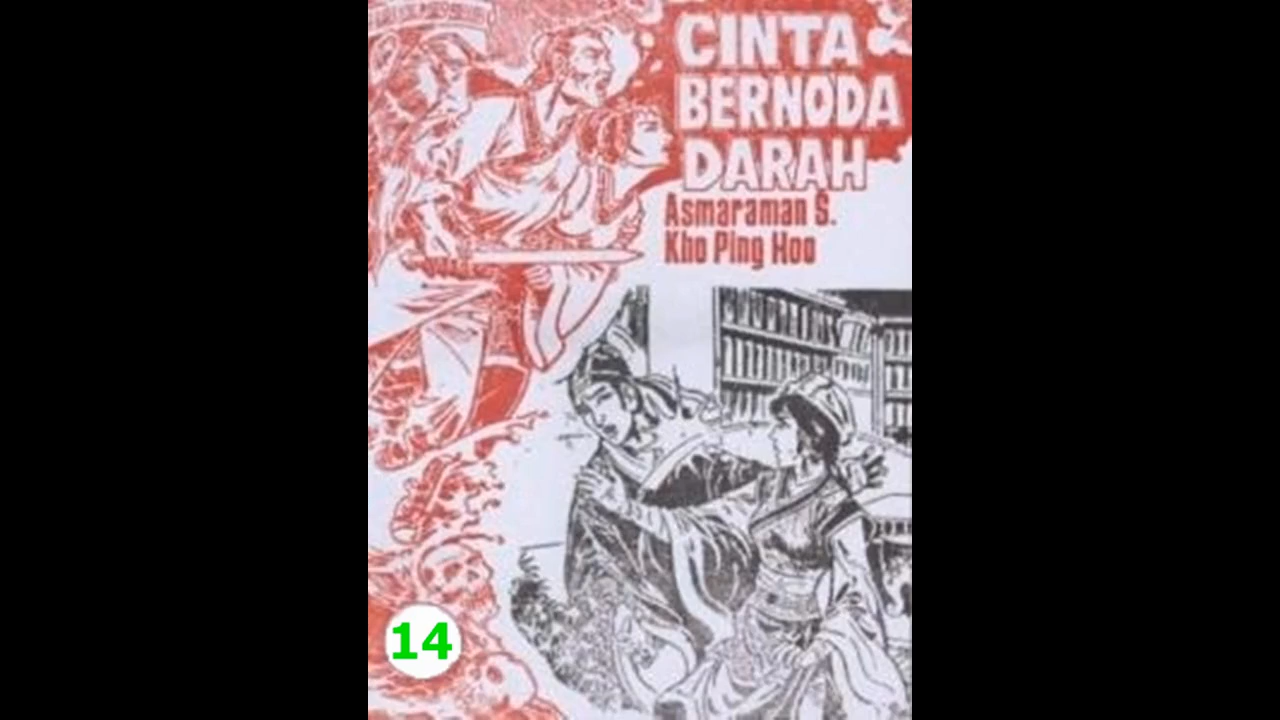 CINTA
BERNODA
DARAH
Asmaraman S.
Kho Ping Hoo
14